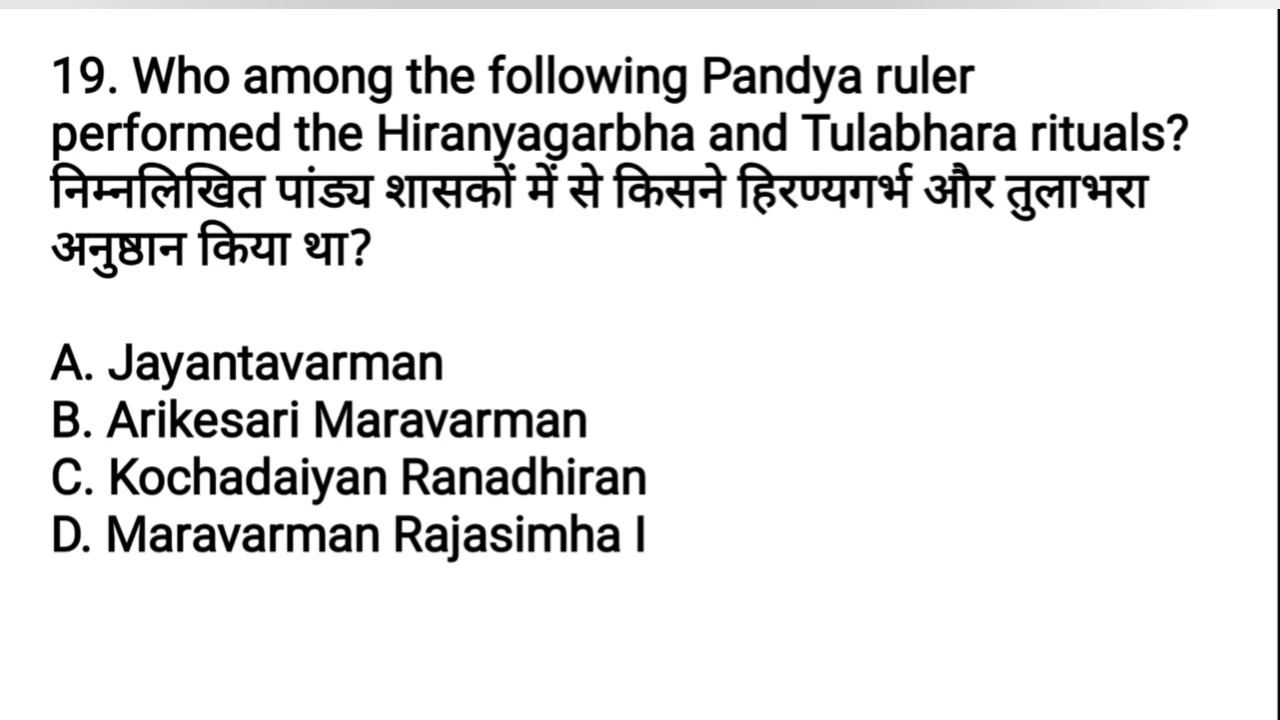 19. Who among the following Pandya ruler
performed the Hiranyagarbha and Tulabhara rituals?
निम्नलिखित पांड्य शासकों में से किसने हिरण्यगर्भ और तुलाभरा
अनुष्ठान किया था?
A. Jayantavarman
B. Arikesari Maravarman
C. Kochadaiyan Ranadhiran
D. Maravarman Rajasimha I